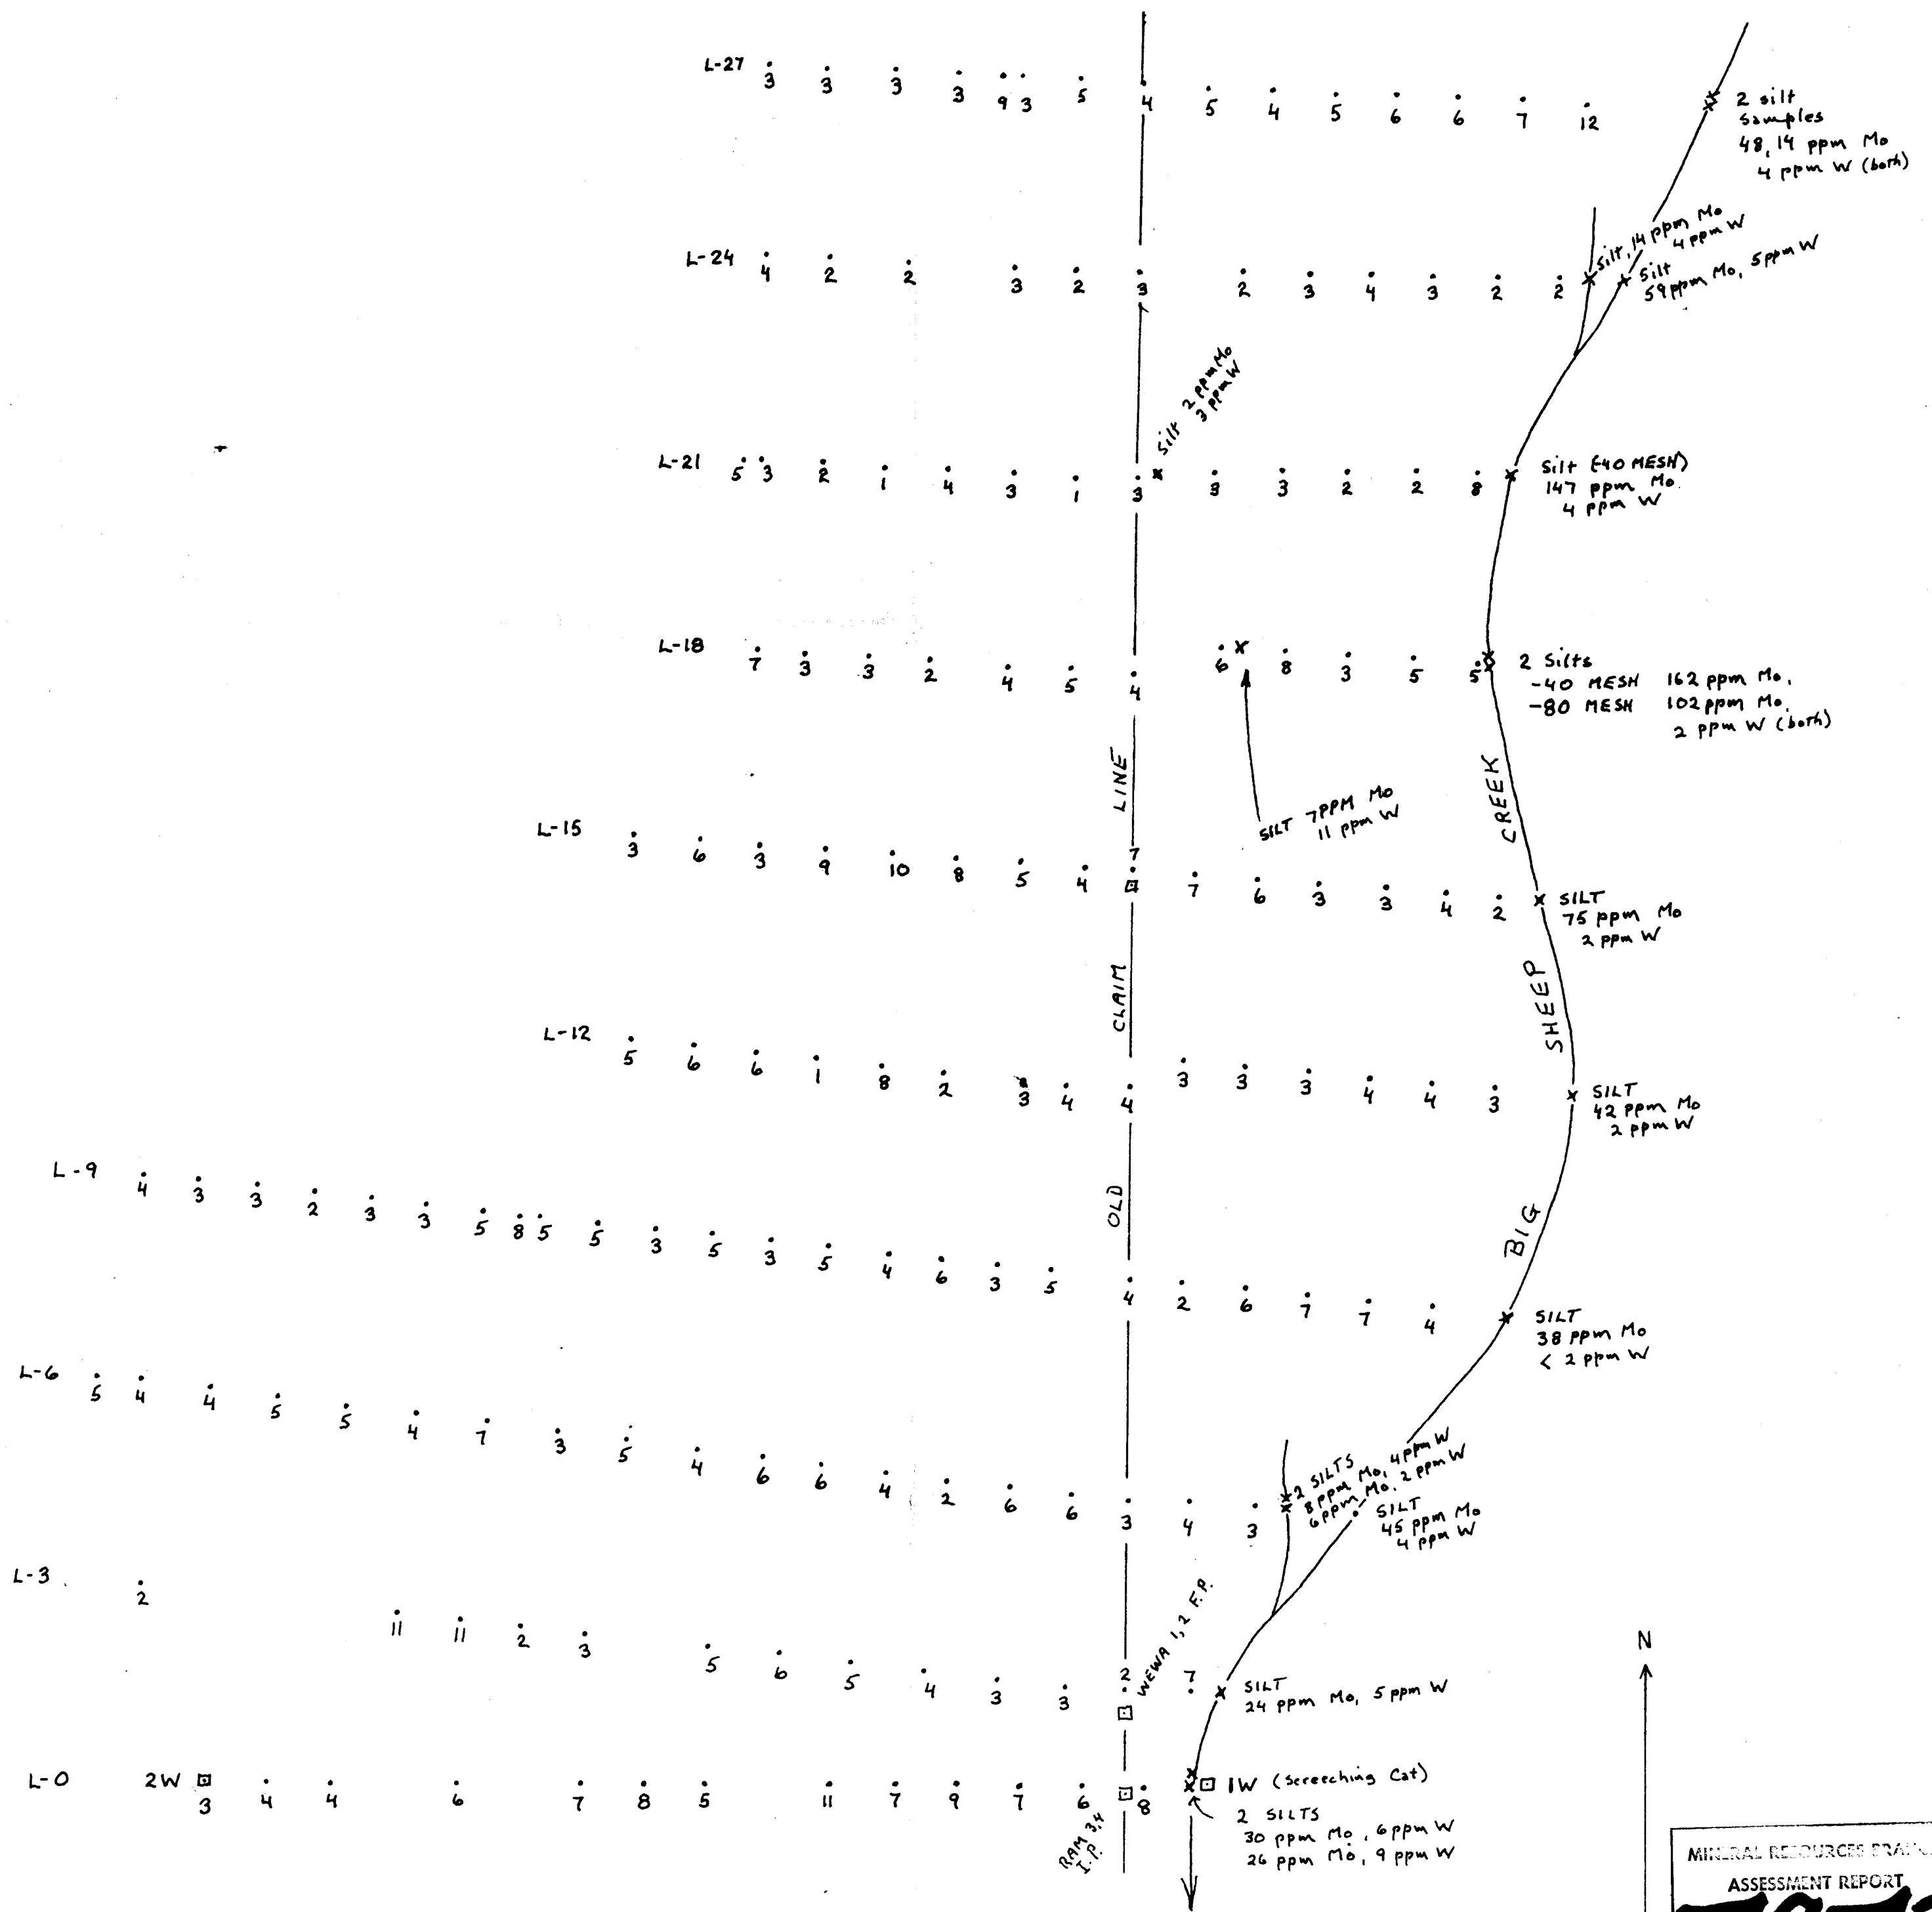 L-27 3 3 3 3 9 3 5 4 5 4 5 6 6 7 12
2 silt
samples
48, 14 ppm Mo
4 ppm W (both)
L-24 4 2 2 3 2 3 2 3 4 3 2 2
silt, 14 ppm Mo
4 ppm W
silt
59 ppm Mo, 5 ppm W
silt 2 ppm Mo
3 ppm W
L-21 5 3 2 1 4 3 1 3 3 3 2 2 8
silt (-40 MESH)
147 ppm Mo
4 ppm W
L-18 7 3 3 2 4 5 4 6 8 3 5 5
2 silts
-40 MESH 162 ppm Mo.
-80 MESH 102 ppm Mo.
2 ppm W (both)
SILT 7 PPM Mo
11 ppm W
L-15 3 6 3 9 10 8 5 4 7 7 6 3 3 4 2
SILT
75 ppm Mo
2 ppm W
L-12 5 6 6 1 8 2 3 4 4 3 3 3 4 4 3
SILT
42 ppm Mo
2 ppm W
OLD CLAIM LINE
BIG SHEEP CREEK
L-9 4 3 3 2 3 3 5 8 5 5 3 5 3 5 4 6 3 5 4 2 6 7 7 4
SILT
38 ppm Mo
< 2 ppm W
L-6 5 4 4 5 5 4 7 3 5 4 6 6 4 2 6 6 3 4 3
2 SILTS
8 ppm Mo, 4 ppm W
6 ppm Mo, 2 ppm W
SILT
45 ppm Mo
4 ppm W
L-3 2 11 11 2 3 5 6 5 4 3 3 2 7
WEWA 1, 2 F.P.
SILT
24 ppm Mo, 5 ppm W
L-0 2W 3 4 4 6 7 8 5 11 7 9 7 6 8
1W (Screeching Cat)
2 SILTS
30 ppm Mo, 6 ppm W
26 ppm Mo, 9 ppm W
RAM 3,4
I.P.
N
MINERAL RESOURCES
ASSESSMENT REPORT